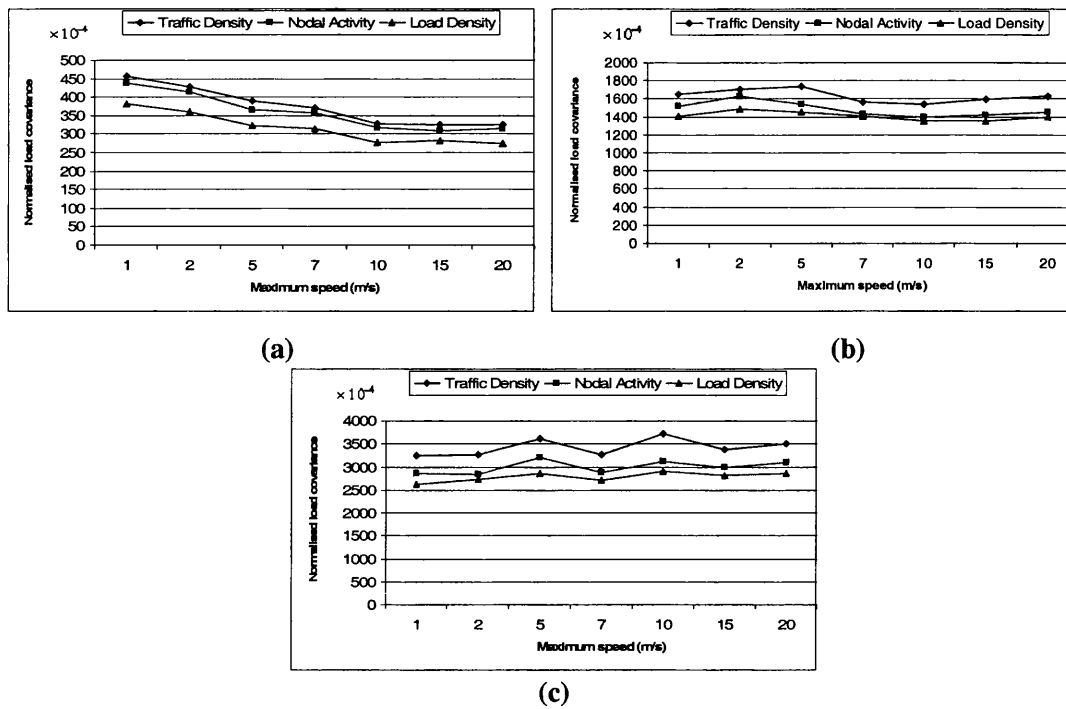 Traffic Density Nodal Activity Load Density
× 10⁻⁴
500
450
400
350
300
250
200
150
100
50
0
Normalised load covariance
1 2 5 7 10 15 20
Maximum speed (m/s)
(a)
Traffic Density Nodal Activity Load Density
× 10⁻⁴
2000
1800
1600
1400
1200
1000
800
600
400
200
0
Normalised load covariance
1 2 5 7 10 15 20
Maximum speed (m/s)
(b)
Traffic Density Nodal Activity Load Density
× 10⁻⁴
4000
3500
3000
2500
2000
1500
1000
500
0
Normalised load covariance
1 2 5 7 10 15 20
Maximum speed (m/s)
(c)